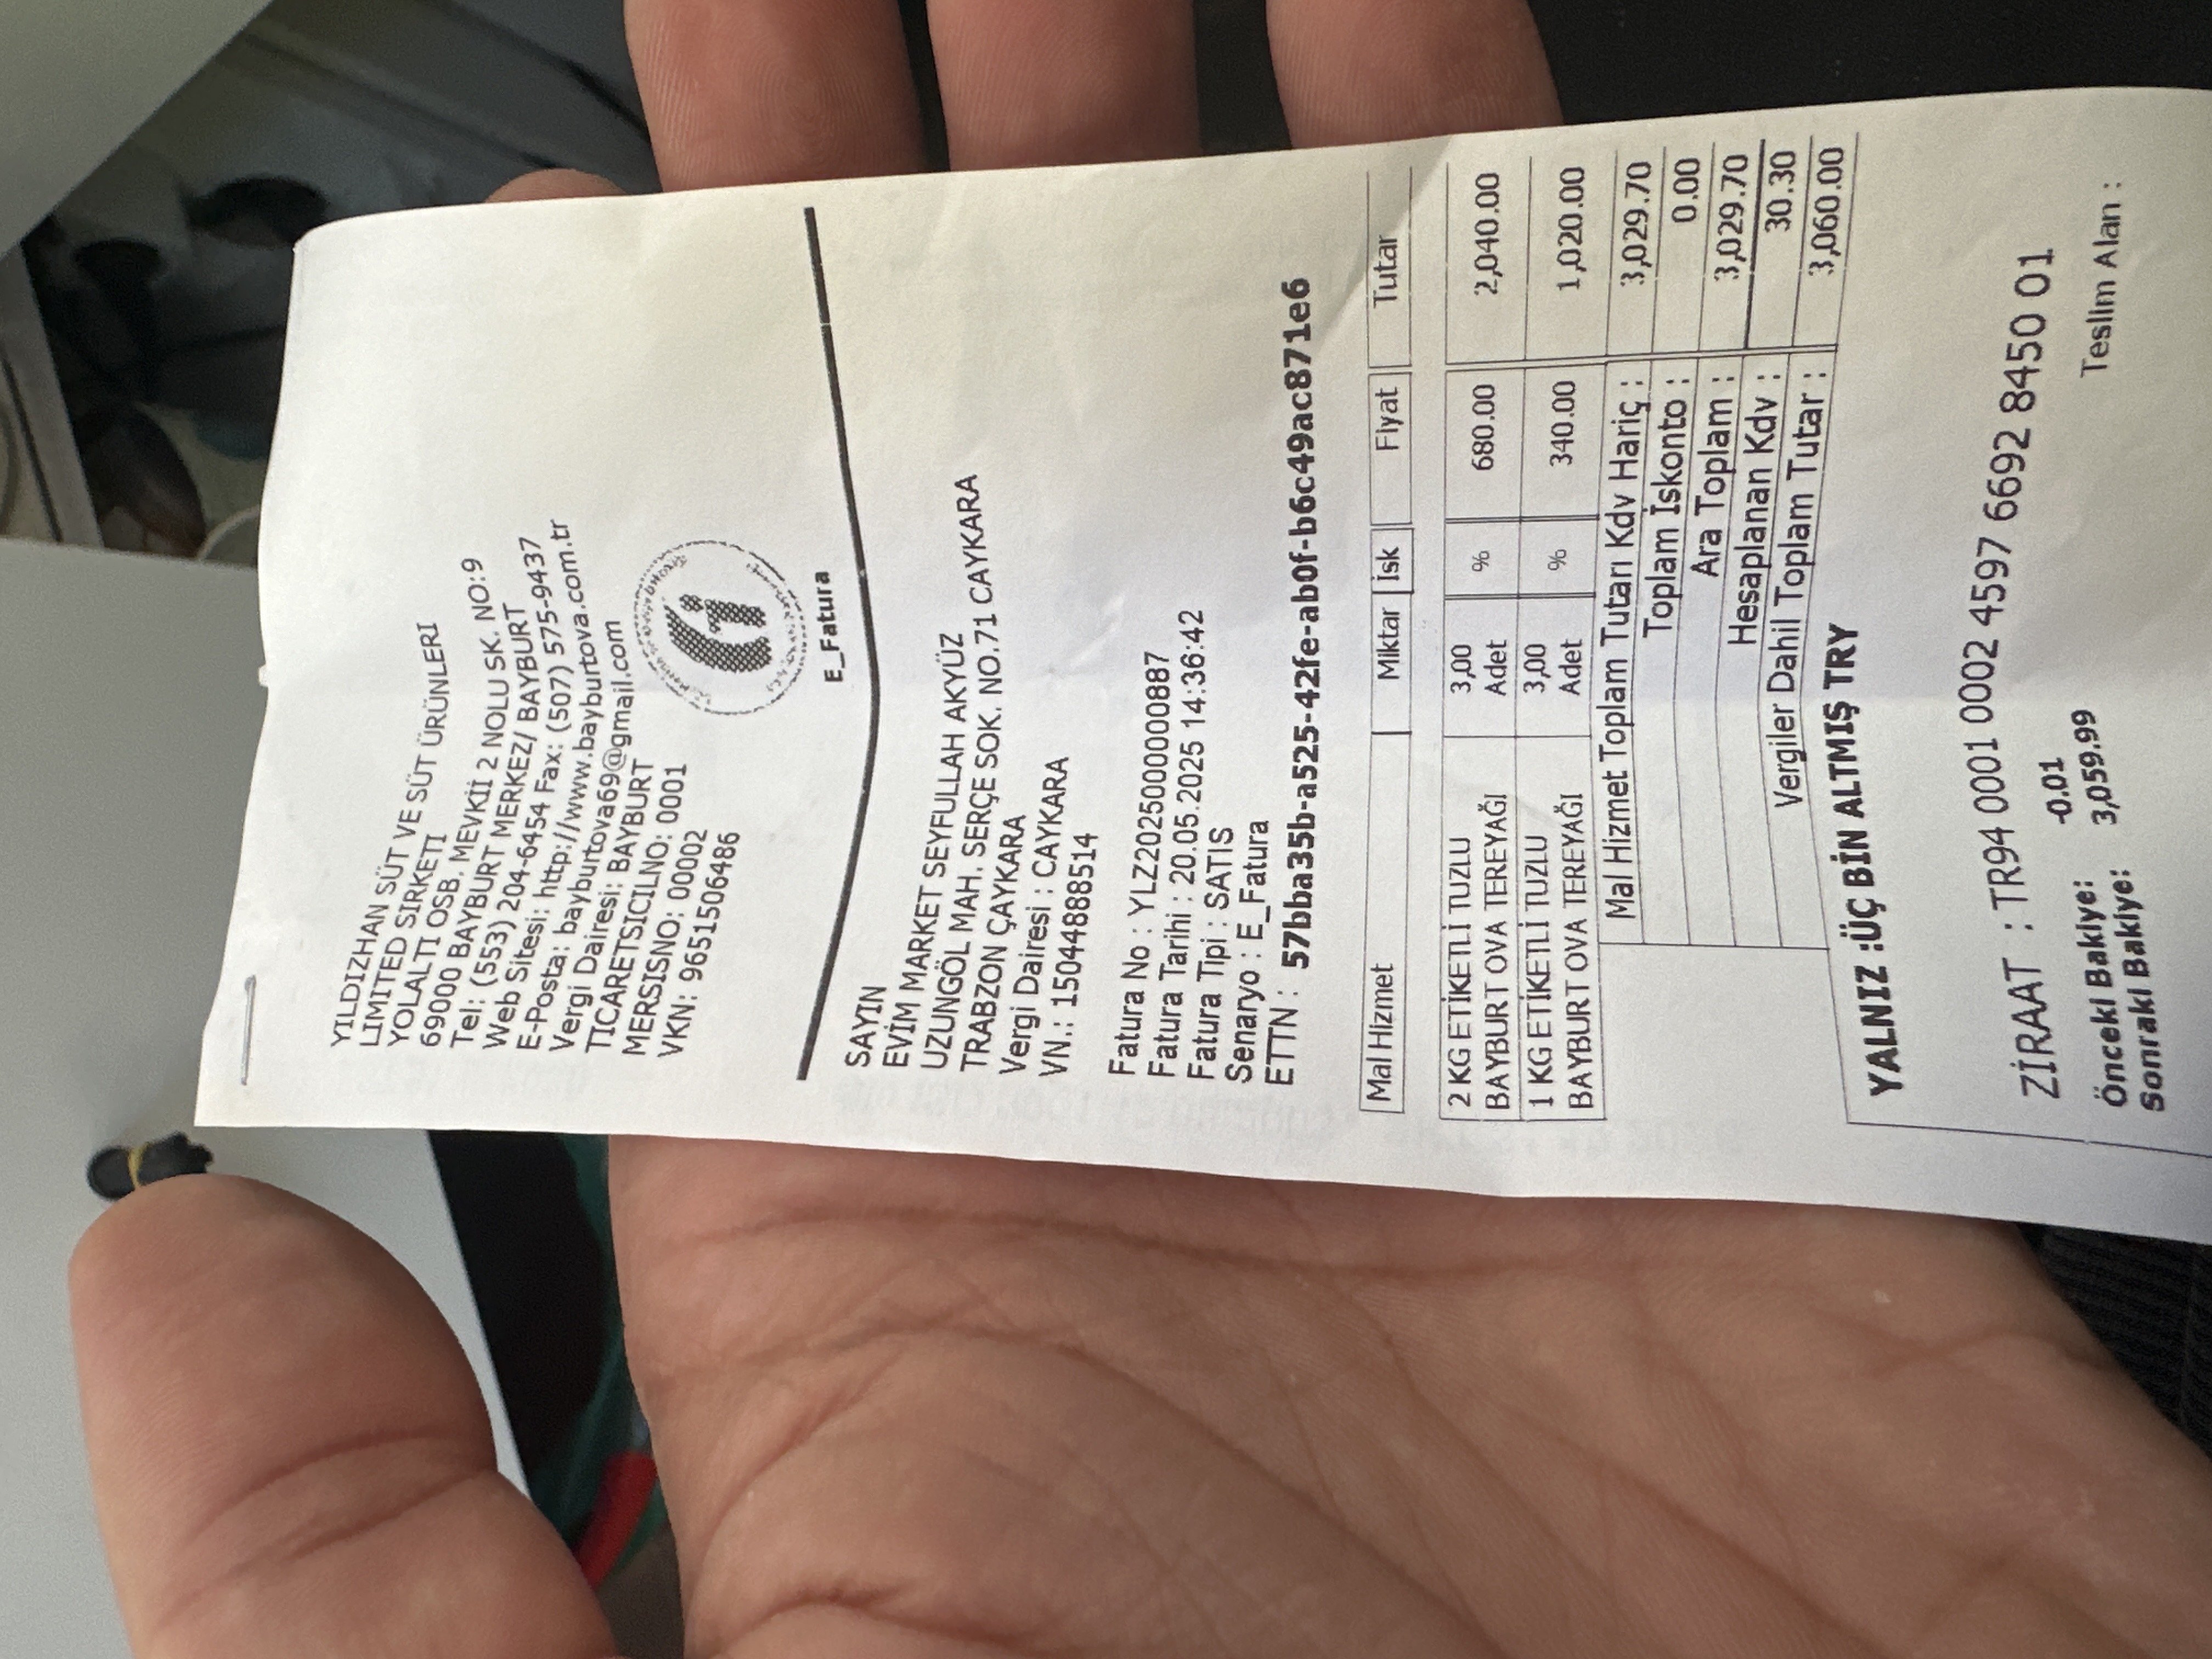 YILDIZHAN SÜT VE SÜT ÜRÜNLERİ
LIMITED SIRKETI
YOLALTI OSB. MEVKİİ 2 NOLU SK. NO:9
69000 BAYBURT MERKEZ/ BAYBURT
Tel: (553) 204-6454 Fax: (507) 575-9437
Web Sitesi: http://www.bayburtova.com.tr
E-Posta: bayburtova69@gmail.com
Vergi Dairesi: BAYBURT
TICARETSICILNO: 0001
MERSISNO: 00002
VKN: 9651506486
E_Fatura
SAYIN
EVİM MARKET SEYFULLAH AKYÜZ
UZUNGÖL MAH. SERÇE SOK. NO.71 CAYKARA
TRABZON ÇAYKARA
Vergi Dairesi : CAYKARA
VN.: 15044888514
Fatura No : YLZ2025000000887
Fatura Tarihi : 20.05.2025 14:36:42
Fatura Tipi : SATIS
Senaryo : E_Fatura
ETTN : 57bba35b-a525-42fe-ab0f-b6c49ac871e6
Mal Hizmet Miktar İsk Fiyat Tutar
2 KG ETİKETLİ TUZLU BAYBURT OVA TEREYAĞI 3,00 Adet % 680.00 2,040.00
1 KG ETİKETLİ TUZLU BAYBURT OVA TEREYAĞI 3,00 Adet % 340.00 1,020.00
Mal Hizmet Toplam Tutarı Kdv Hariç : 3,029.70
Toplam İskonto : 0.00
Ara Toplam : 3,029.70
Hesaplanan Kdv : 30.30
Vergiler Dahil Toplam Tutar : 3,060.00
YALNIZ :ÜÇ BİN ALTMIŞ TRY
ZİRAAT : TR94 0001 0002 4597 6692 8450 01
Önceki Bakiye: -0.01 Teslim Alan :
Sonraki Bakiye: 3,059.99